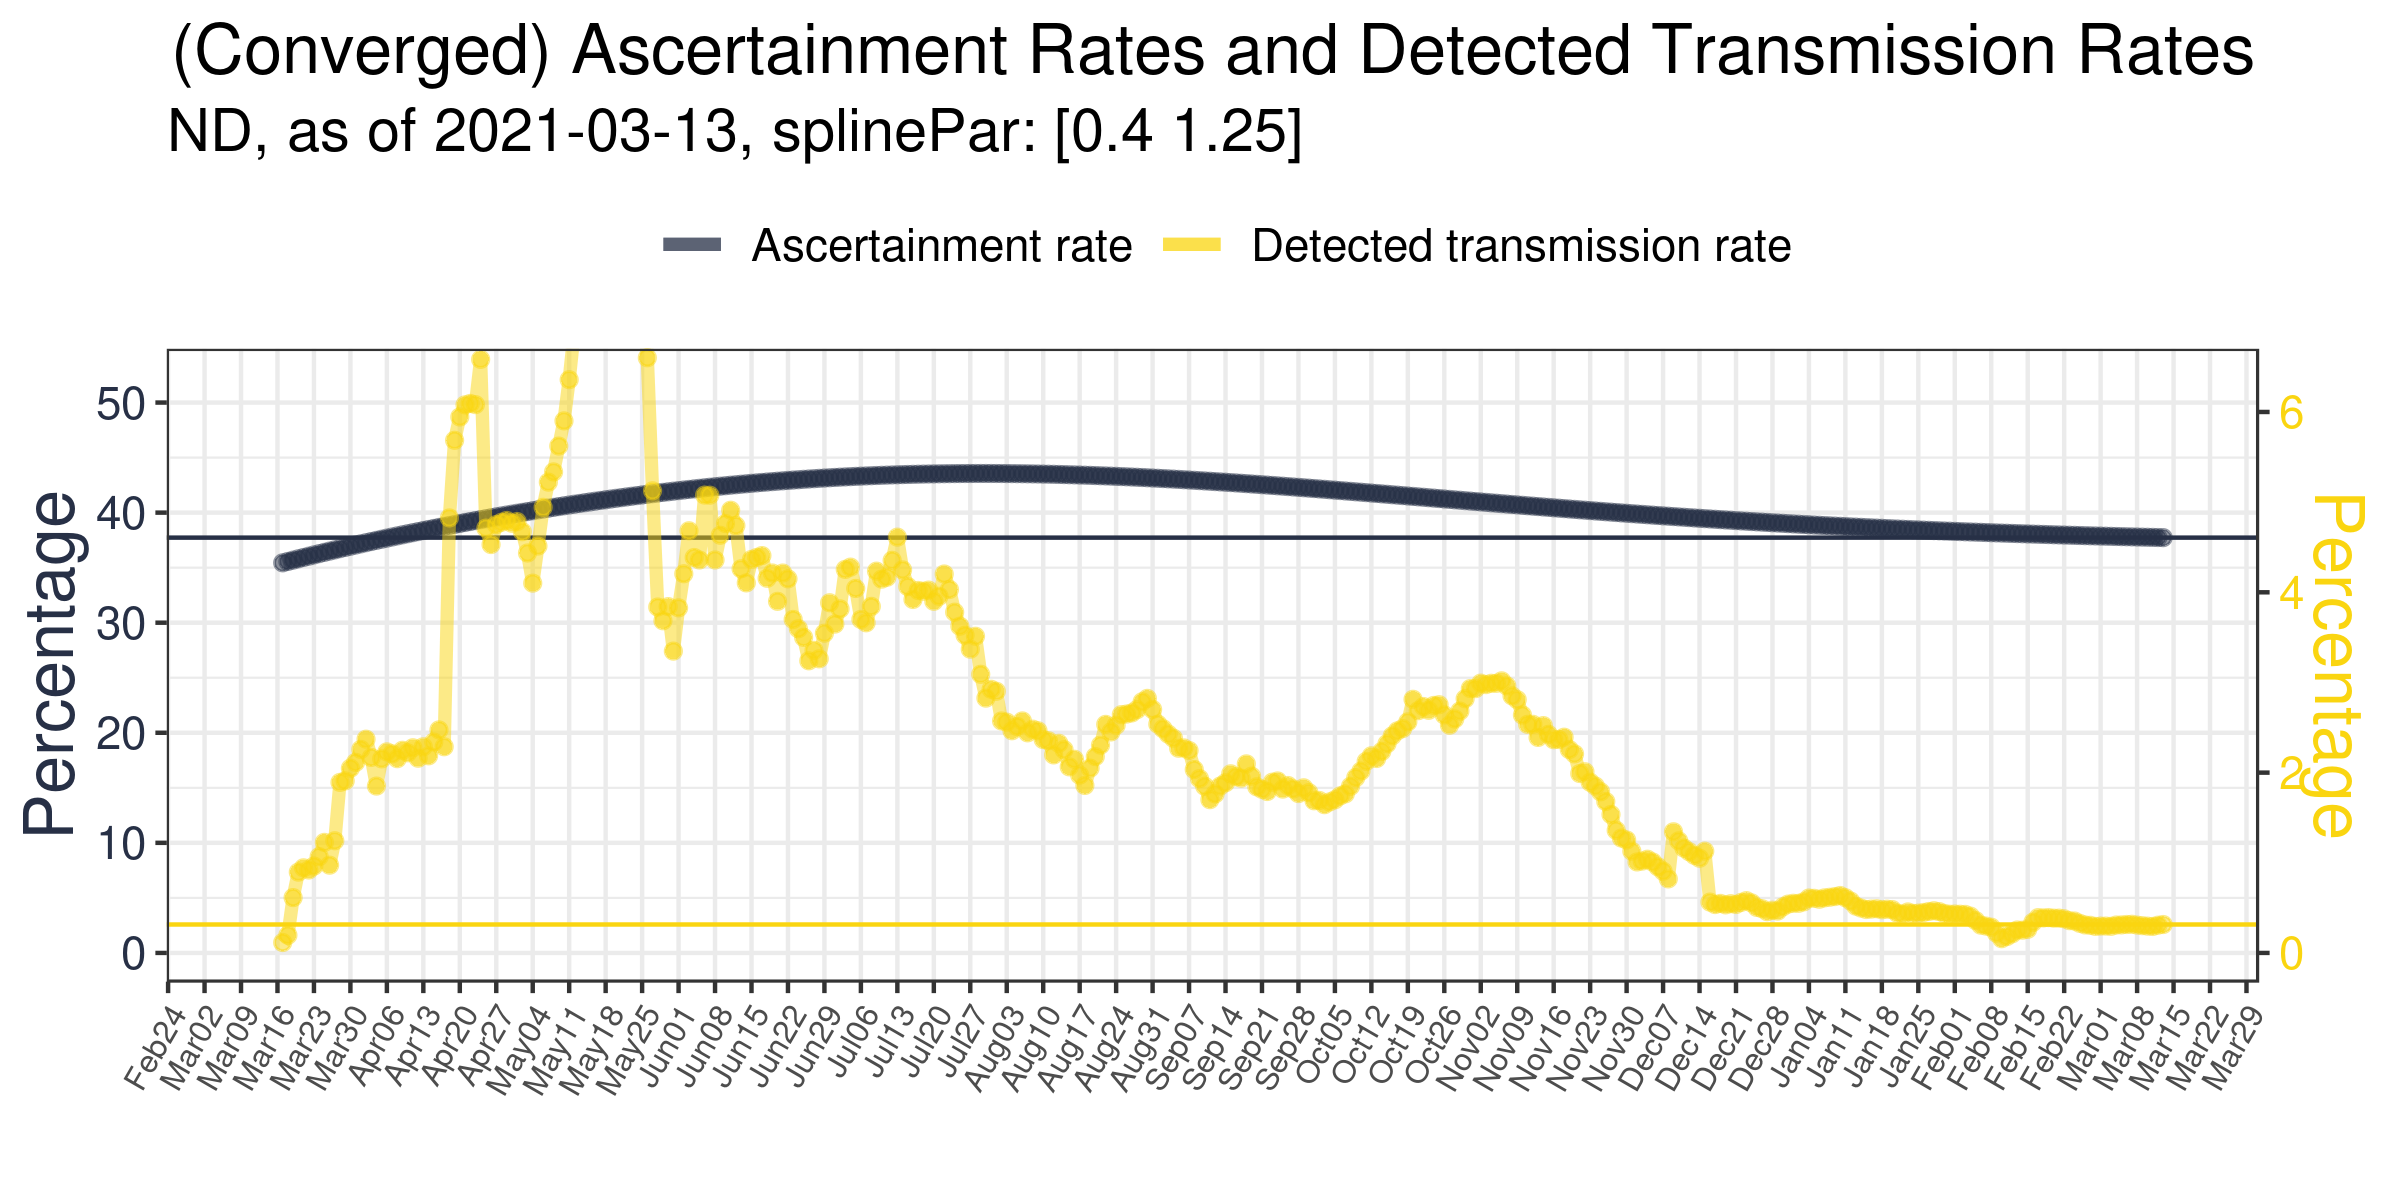 (Converged) Ascertainment Rates and Detected Transmission Rates
ND, as of 2021-03-13, splinePar: [0.4 1.25]
Ascertainment rate
Detected transmission rate
Percentage
50
40
30
20
10
0
6
4
2
0
Percentage
Feb24
Mar02
Mar09
Mar16
Mar23
Mar30
Apr06
Apr13
Apr20
Apr27
May04
May11
May18
May25
Jun01
Jun08
Jun15
Jun22
Jun29
Jul06
Jul13
Jul20
Jul27
Aug03
Aug10
Aug17
Aug24
Aug31
Sep07
Sep14
Sep21
Sep28
Oct05
Oct12
Oct19
Oct26
Nov02
Nov09
Nov16
Nov23
Nov30
Dec07
Dec14
Dec21
Dec28
Jan04
Jan11
Jan18
Jan25
Feb01
Feb08
Feb15
Feb22
Mar01
Mar08
Mar15
Mar22
Mar29